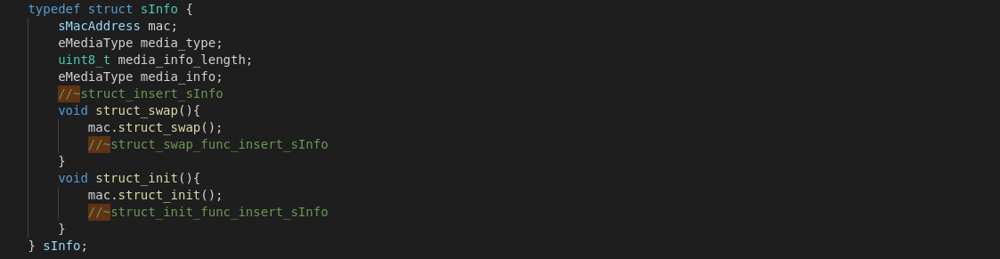 typedef struct sInfo {
sMacAddress mac;
eMediaType media_type;
uint8_t media_info_length;
eMediaType media_info;
//~struct_insert_sInfo
void struct_swap(){
mac.struct_swap();
//~struct_swap_func_insert_sInfo
}
void struct_init(){
mac.struct_init();
//~struct_init_func_insert_sInfo
}
} sInfo;